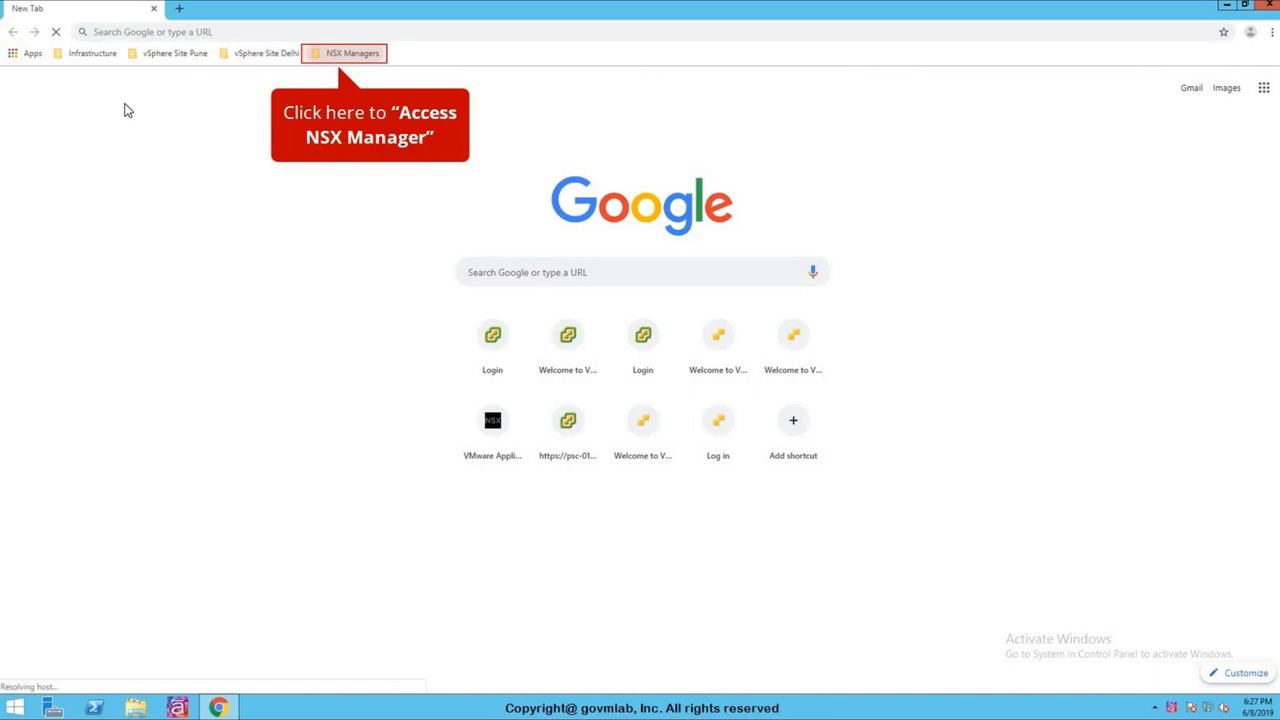 New Tab
Search Google or type a URL
Apps Infrastructure vSphere Site Pune vSphere Site Delhi NSX Managers
Click here to “Access
NSX Manager”
Gmail Images
Google
Search Google or type a URL
Login Welcome to V... Login Welcome to V... Welcome to V...
NSX
VMware Appli... https://psc-01... Welcome to V... Log in Add shortcut
Activate Windows
Go to System in Control Panel to activate Windows.
Customize
Resolving host...
Copyright@ govmlab, Inc. All rights reserved
6:27 PM
6/8/2019